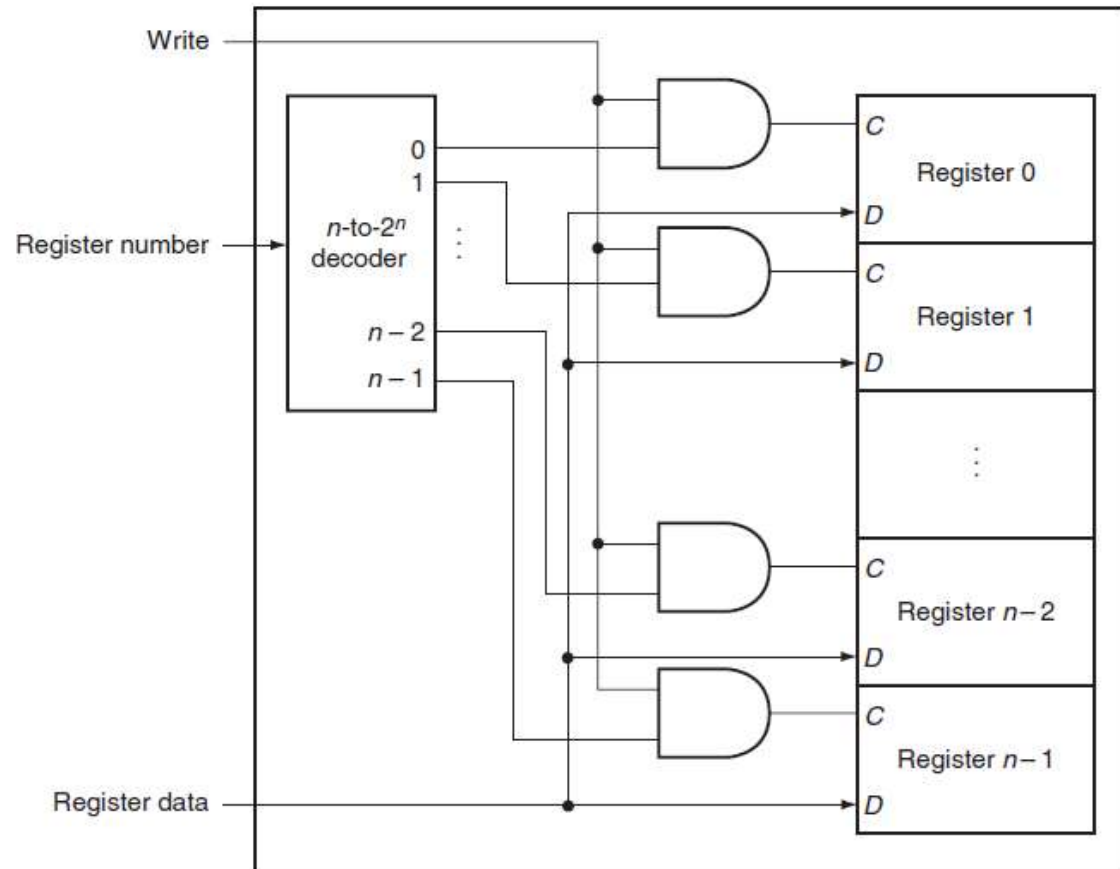 Write
0
1
n-to-2ⁿ
decoder
⋮
n – 2
n – 1
Register number
Register data
C
Register 0
D
C
Register 1
D
⋮
C
Register n – 2
D
C
Register n – 1
D